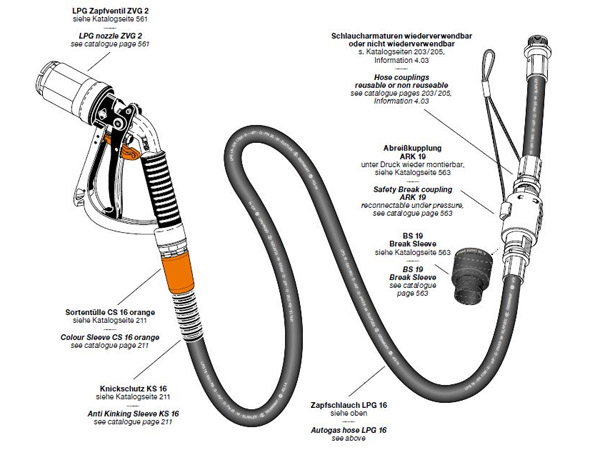 LPG Zapfventil ZVG 2
siehe Katalogseite 561
LPG nozzle ZVG 2
see catalogue page 561
Schlaucharmaturen wiederverwendbar
oder nicht wiederverwendbar
s. Katalogseiten 203/205,
Information 4.03
Hose couplings
reusable or non reuseable
see catalogue pages 203/205,
Information 4.03
Abreißkupplung
ARK 19
unter Druck wieder montierbar,
siehe Katalogseite 563
Safety Break coupling
ARK 19
reconnectable under pressure,
see catalogue page 563
BS 19
Break Sleeve
siehe Katalogseite 563
BS 19
Break Sleeve
see catalogue
page 563
Sortentülle CS 16 orange
siehe Katalogseite 211
Colour Sleeve CS 16 orange
see catalogue page 211
Knickschutz KS 16
siehe Katalogseite 211
Anti Kinking Sleeve KS 16
see catalogue page 211
Zapfschlauch LPG 16
siehe oben
Autogas hose LPG 16
see above